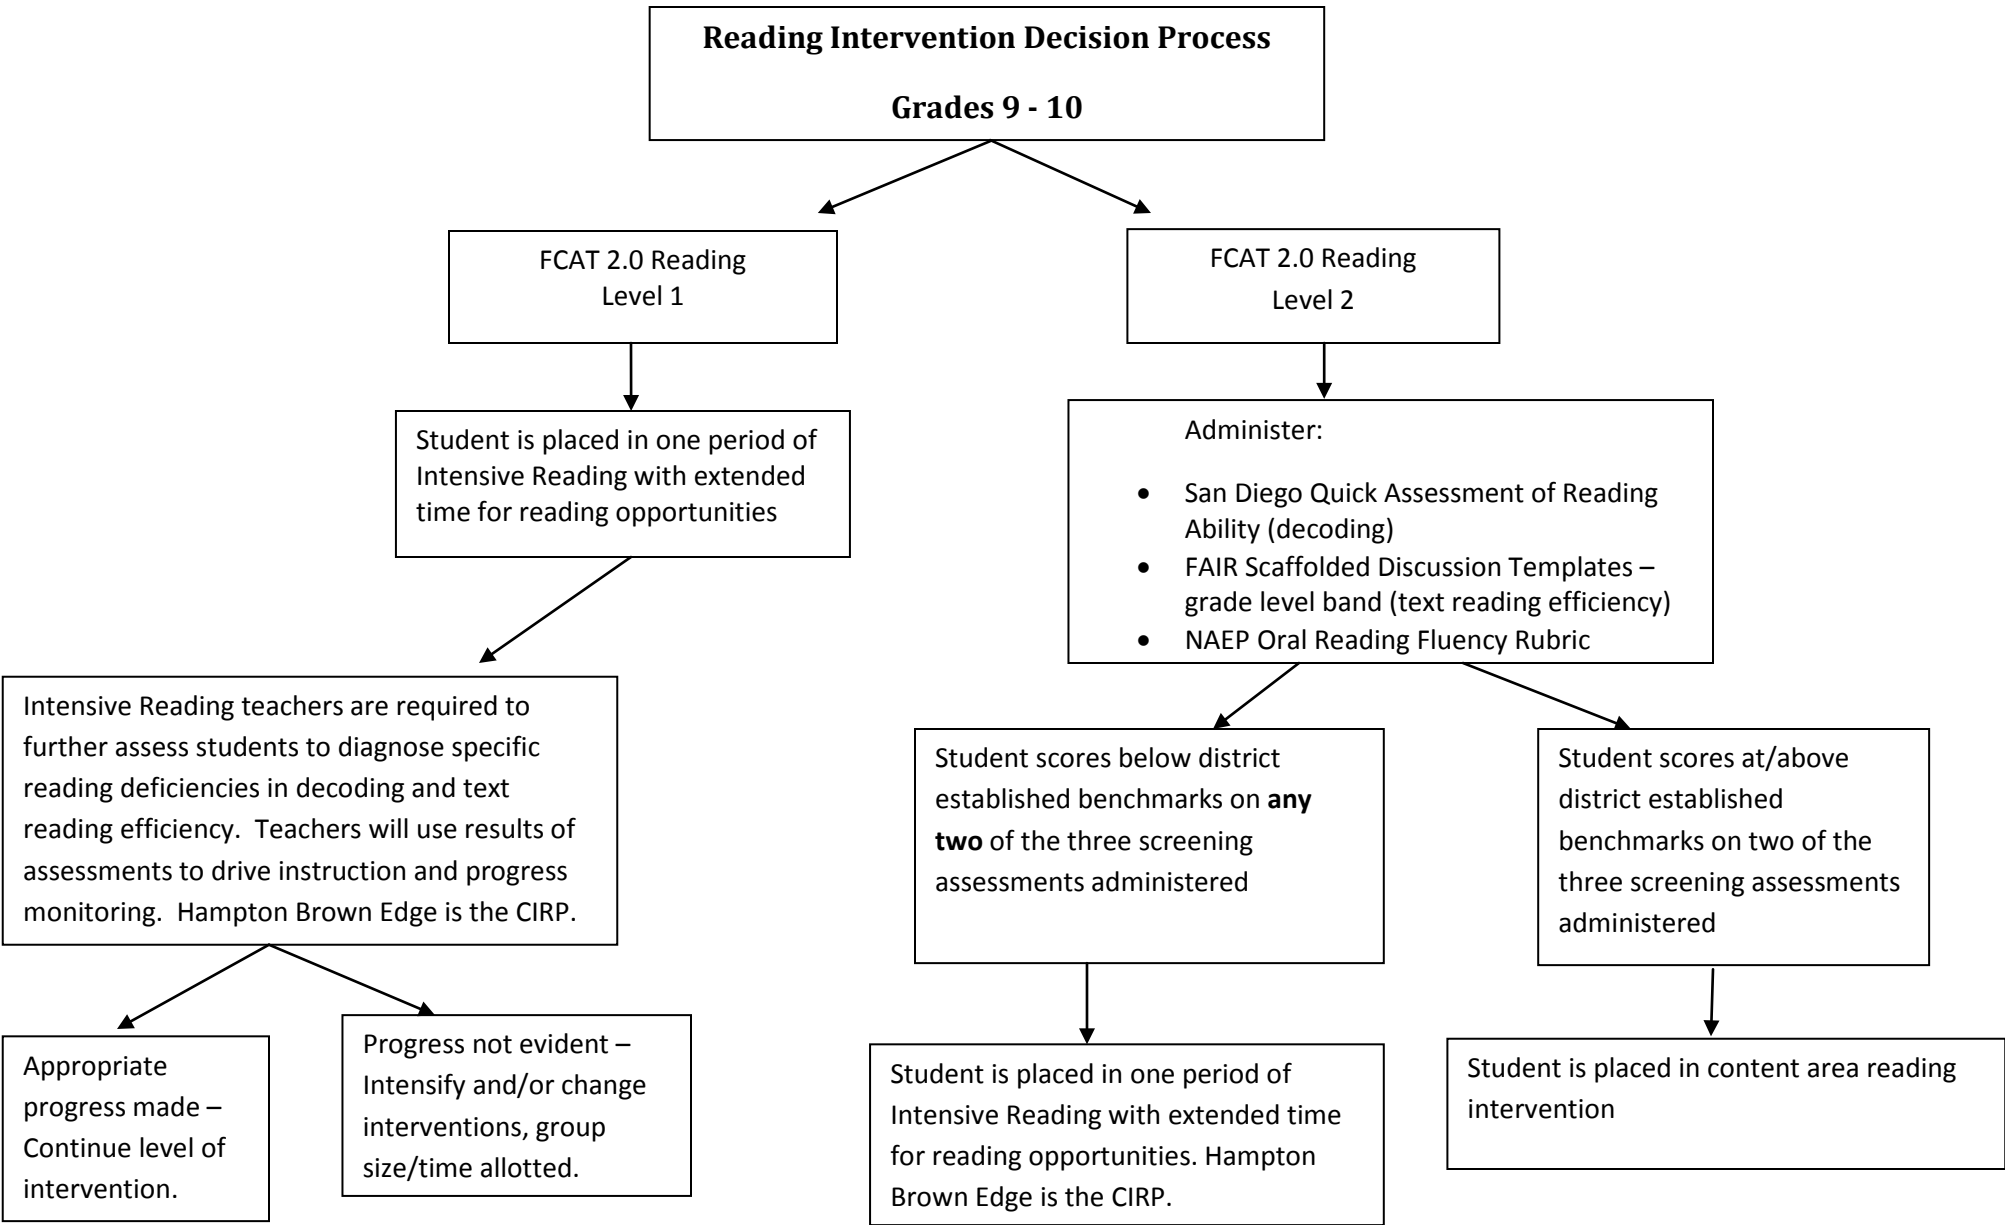 Reading Intervention Decision Process
Grades 9 - 10
FCAT 2.0 Reading
Level 1
FCAT 2.0 Reading
Level 2
Student is placed in one period of
Intensive Reading with extended
time for reading opportunities
Administer:
• San Diego Quick Assessment of Reading
Ability (decoding)
• FAIR Scaffolded Discussion Templates –
grade level band (text reading efficiency)
• NAEP Oral Reading Fluency Rubric
Intensive Reading teachers are required to
further assess students to diagnose specific
reading deficiencies in decoding and text
reading efficiency.  Teachers will use results of
assessments to drive instruction and progress
monitoring.  Hampton Brown Edge is the CIRP.
Student scores below district
established benchmarks on any
two of the three screening
assessments administered
Student scores at/above
district established
benchmarks on two of the
three screening assessments
administered
Appropriate
progress made –
Continue level of
intervention.
Progress not evident –
Intensify and/or change
interventions, group
size/time allotted.
Student is placed in one period of
Intensive Reading with extended time
for reading opportunities. Hampton
Brown Edge is the CIRP.
Student is placed in content area reading
intervention